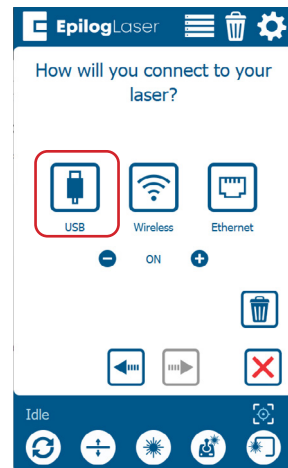 EpilogLaser
How will you connect to your
laser?
USB Wireless Ethernet
ON
Idle